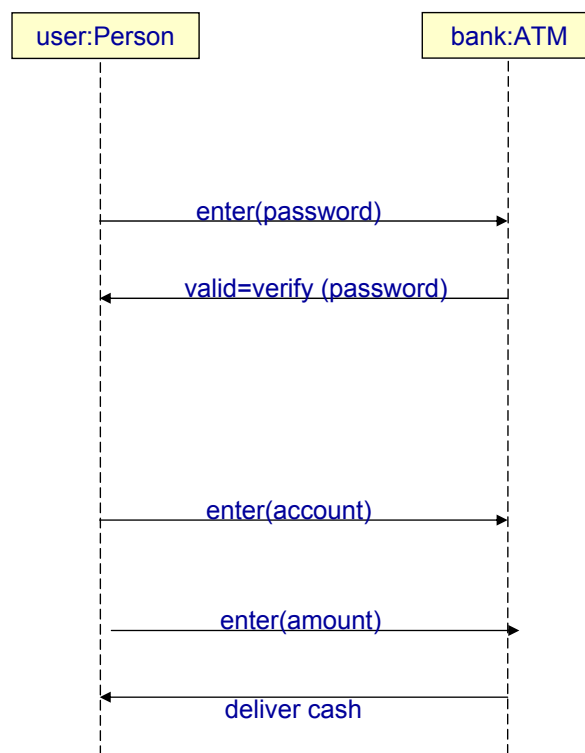 user:Person
bank:ATM
enter(password)
valid=verify (password)
enter(account)
enter(amount)
deliver cash